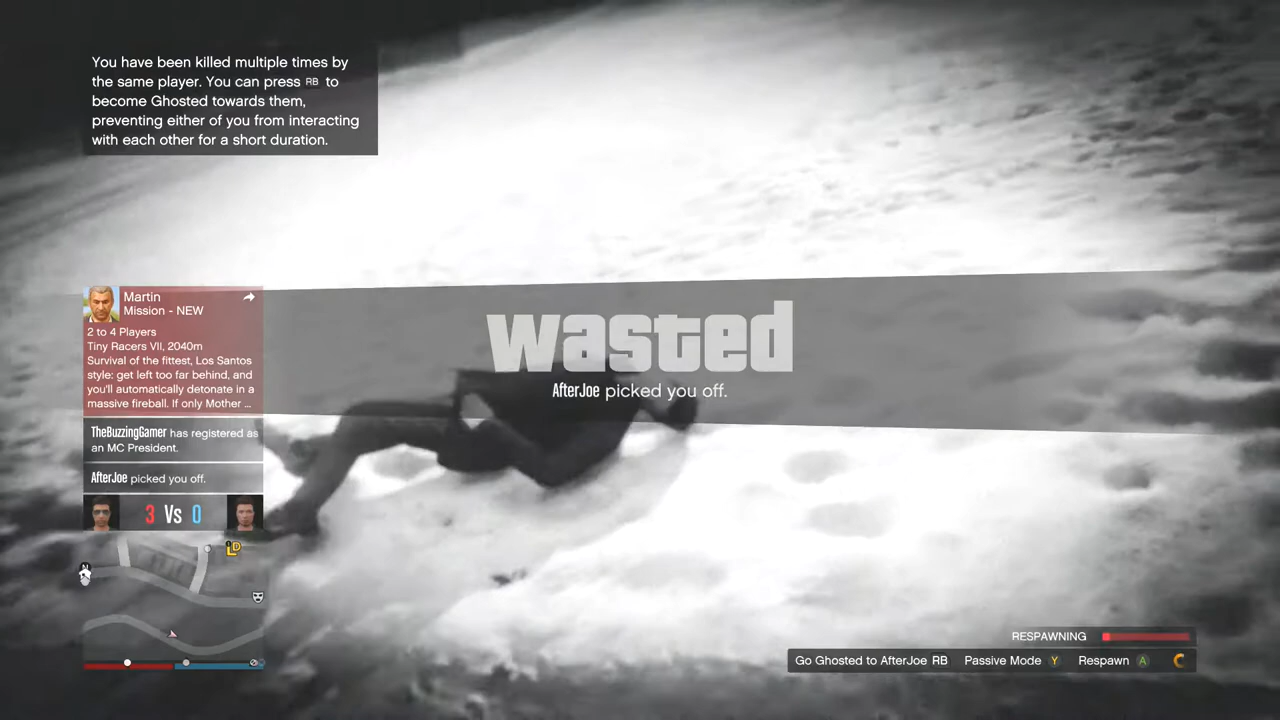 You have been killed multiple times by
the same player. You can press RB to
become Ghosted towards them,
preventing either of you from interacting
with each other for a short duration.
Martin
Mission - NEW
2 to 4 Players
Tiny Racers VII, 2040m
Survival of the fittest, Los Santos
style: get left too far behind, and
you'll automatically detonate in a
massive fireball. If only Mother ...
TheBuzzingGamer has registered as
an MC President.
AfterJoe picked you off.
3 Vs 0
N
wasted
AfterJoe picked you off.
RESPAWNING
Go Ghosted to AfterJoe RB Passive Mode Y Respawn A